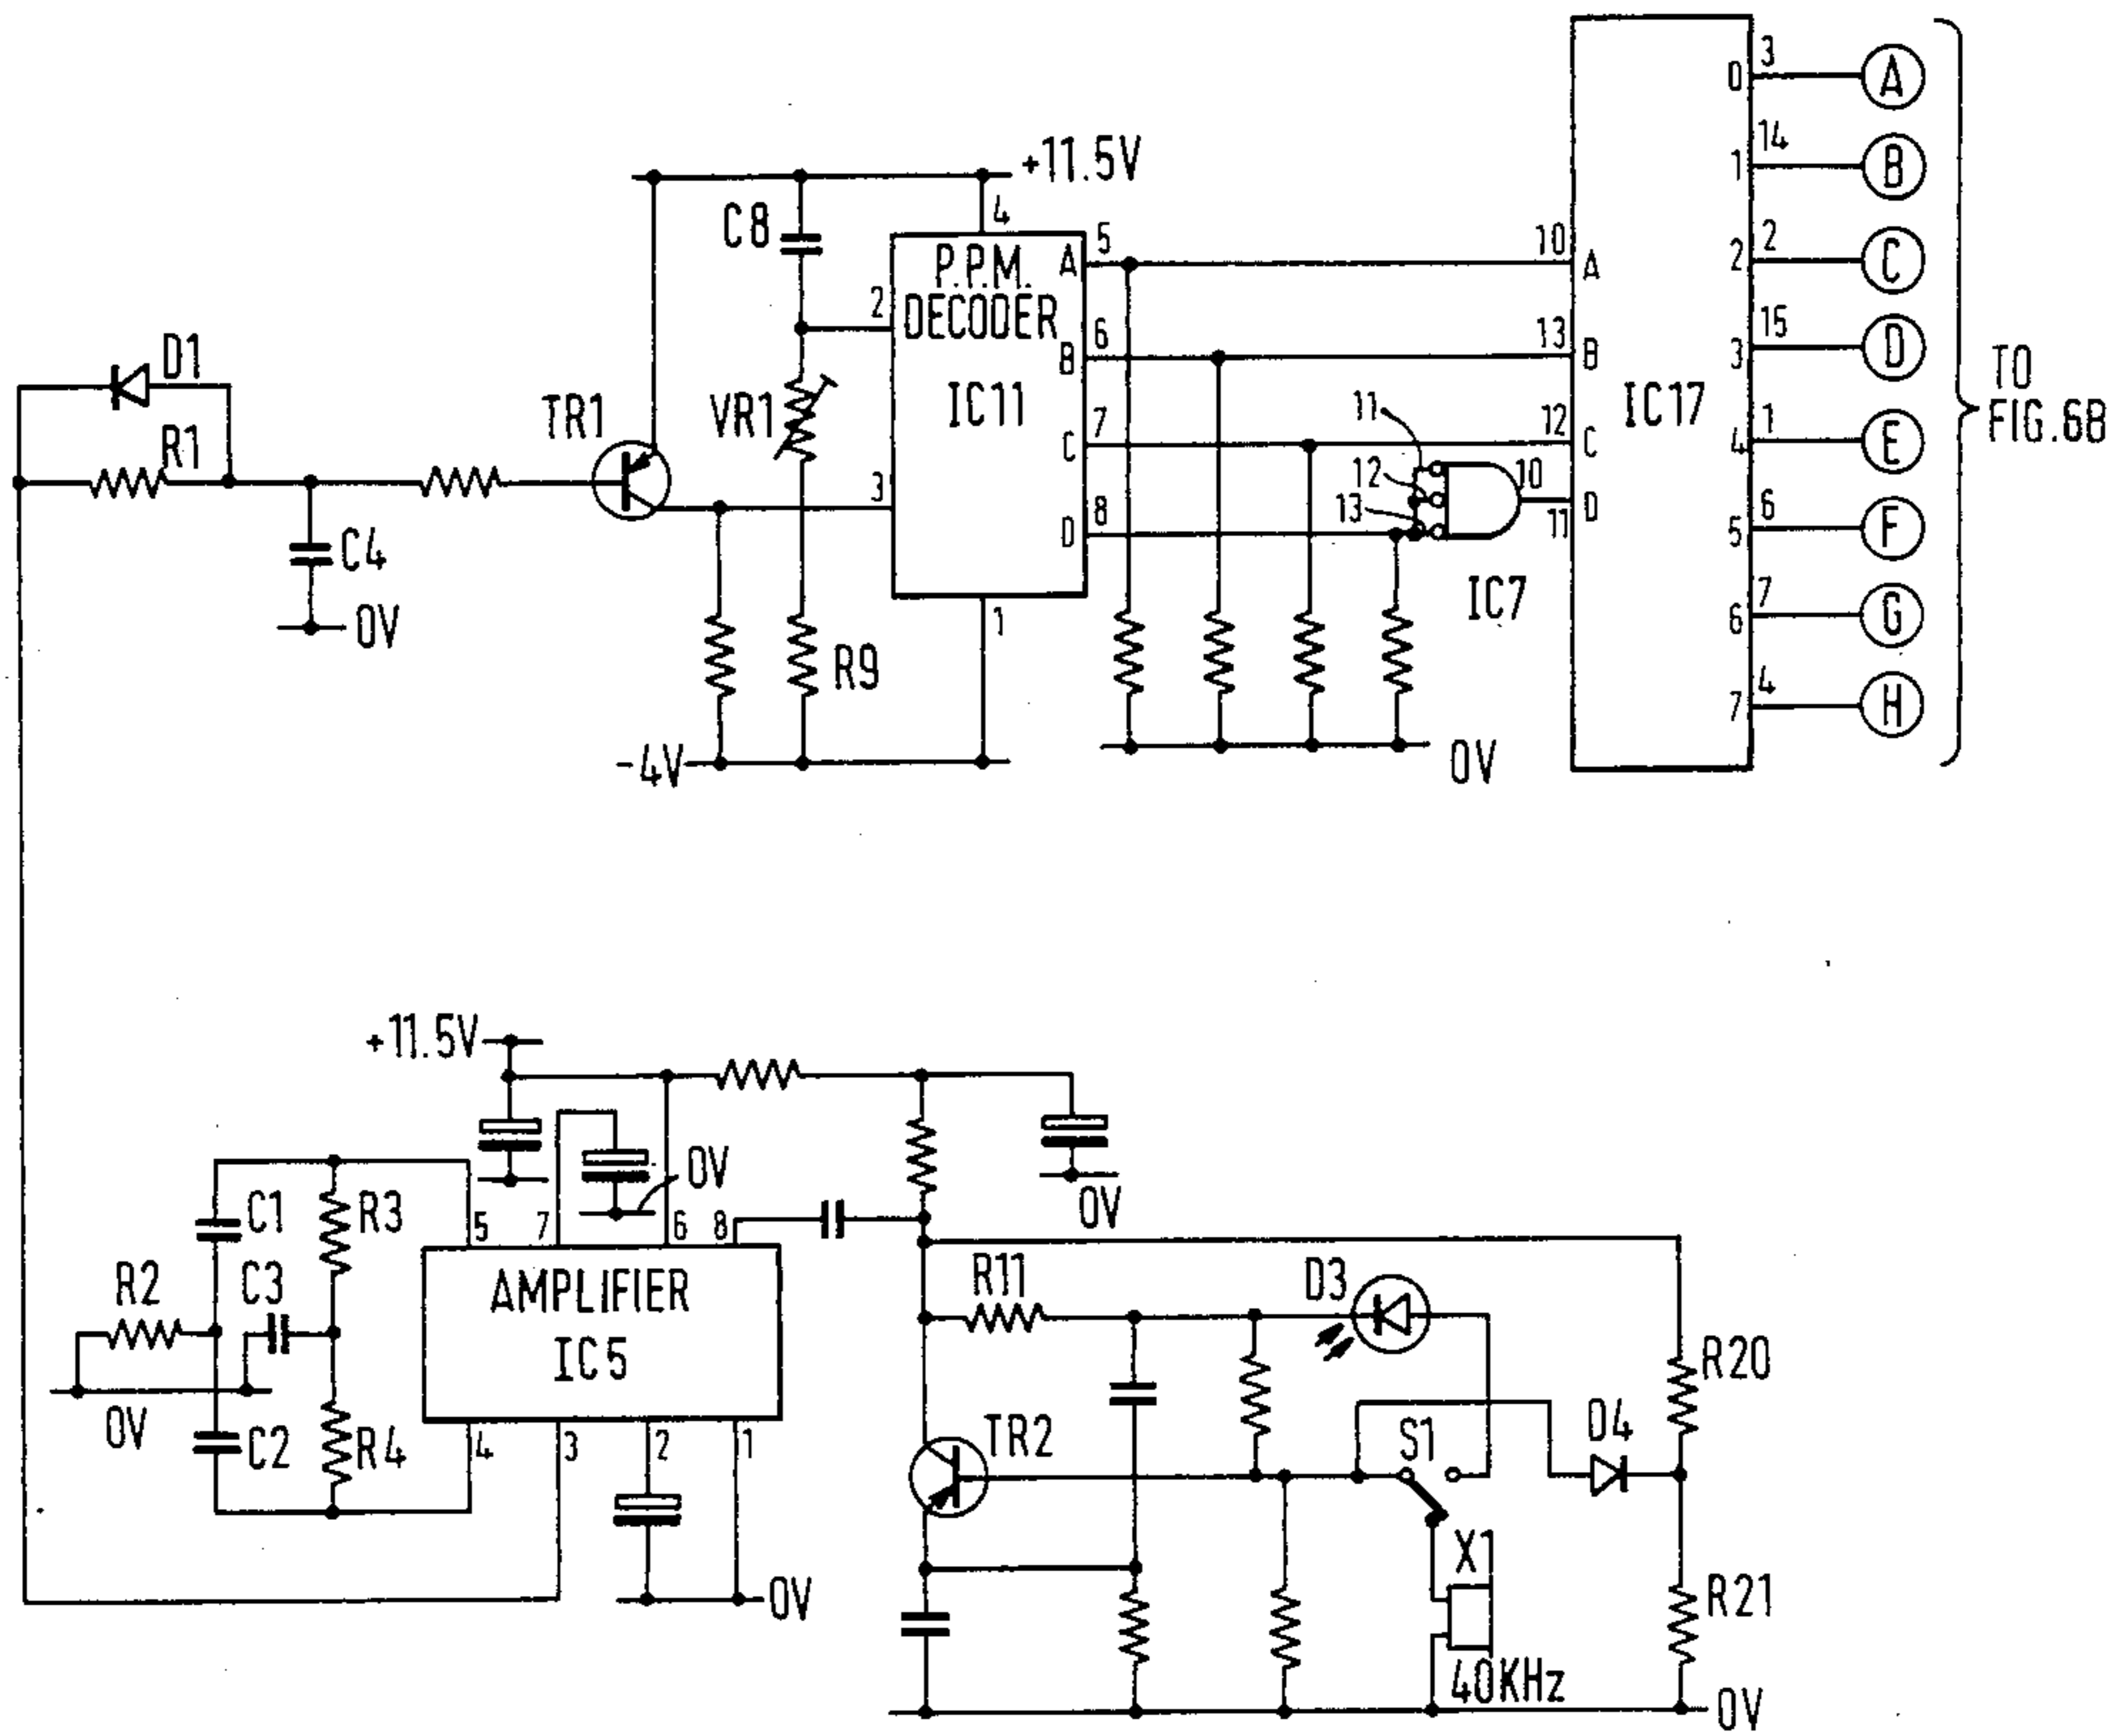 3
0
A
14
1
B
+11.5V
2
2
C
C8
4
5
10
P.P.M.
A
A
15
3
D
2
DECODER
6
13
B
B
TO
D1
IC11
IC17
FIG.6B
TR1
VR1
7
11
12
1
C
C
4
E
R1
12
10
3
8
13
D
11
D
6
5
F
C4
IC7
0V
1
7
6
G
R9
4
7
H
-4V
0V
+11.5V
0V
0V
C1
R3
5
7
6
8
R2
C3
AMPLIFIER
R11
D3
IC5
R20
0V
C2
R4
4
3
2
1
TR2
S1
D4
X1
0V
R21
40KHz
0V